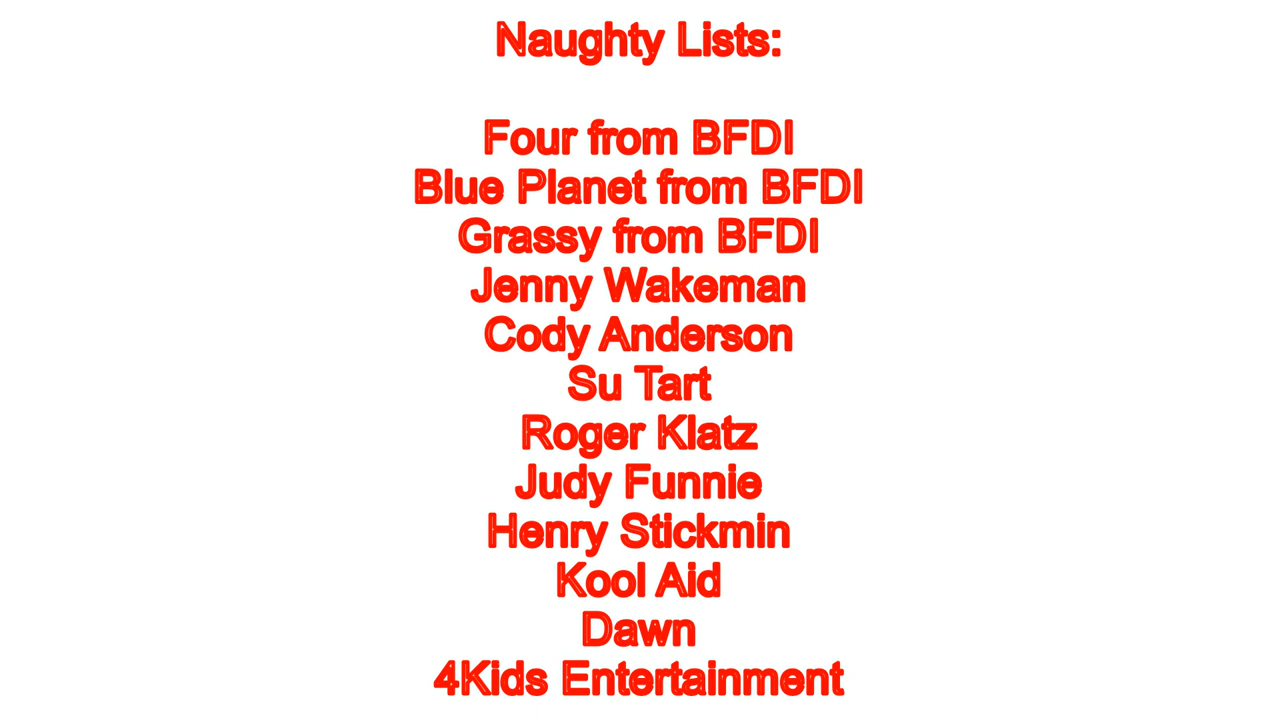 Naughty Lists:
Four from BFDI
Blue Planet from BFDI
Grassy from BFDI
Jenny Wakeman
Cody Anderson
Su Tart
Roger Klatz
Judy Funnie
Henry Stickmin
Kool Aid
Dawn
4Kids Entertainment